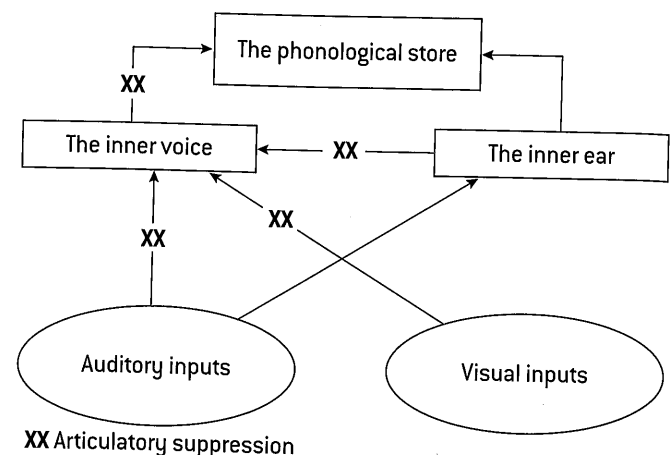 The phonological store
XX
The inner voice
XX
The inner ear
XX
XX
Auditory inputs
Visual inputs
XX Articulatory suppression